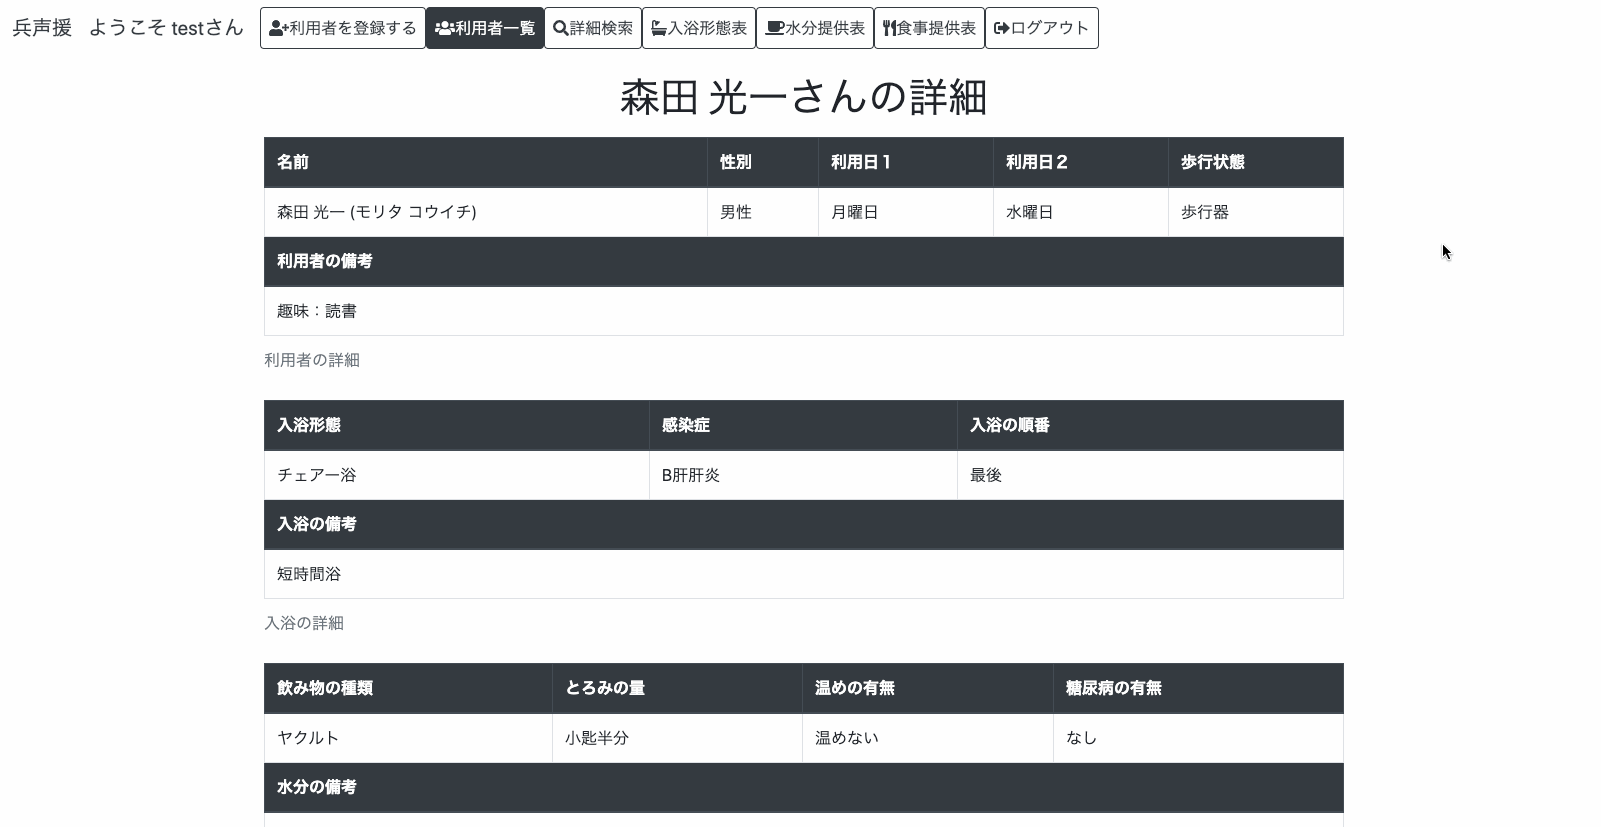 兵声援 ようこそ testさん 利用者を登録する 利用者一覧 詳細検索 入浴形態表 水分提供表 食事提供表 ログアウト
森田 光一さんの詳細
名前 性別 利用日１ 利用日２ 歩行状態
森田 光一 (モリタ コウイチ) 男性 月曜日 水曜日 歩行器
利用者の備考
趣味：読書
利用者の詳細
入浴形態 感染症 入浴の順番
チェアー浴 B肝肝炎 最後
入浴の備考
短時間浴
入浴の詳細
飲み物の種類 とろみの量 温めの有無 糖尿病の有無
ヤクルト 小匙半分 温めない なし
水分の備考